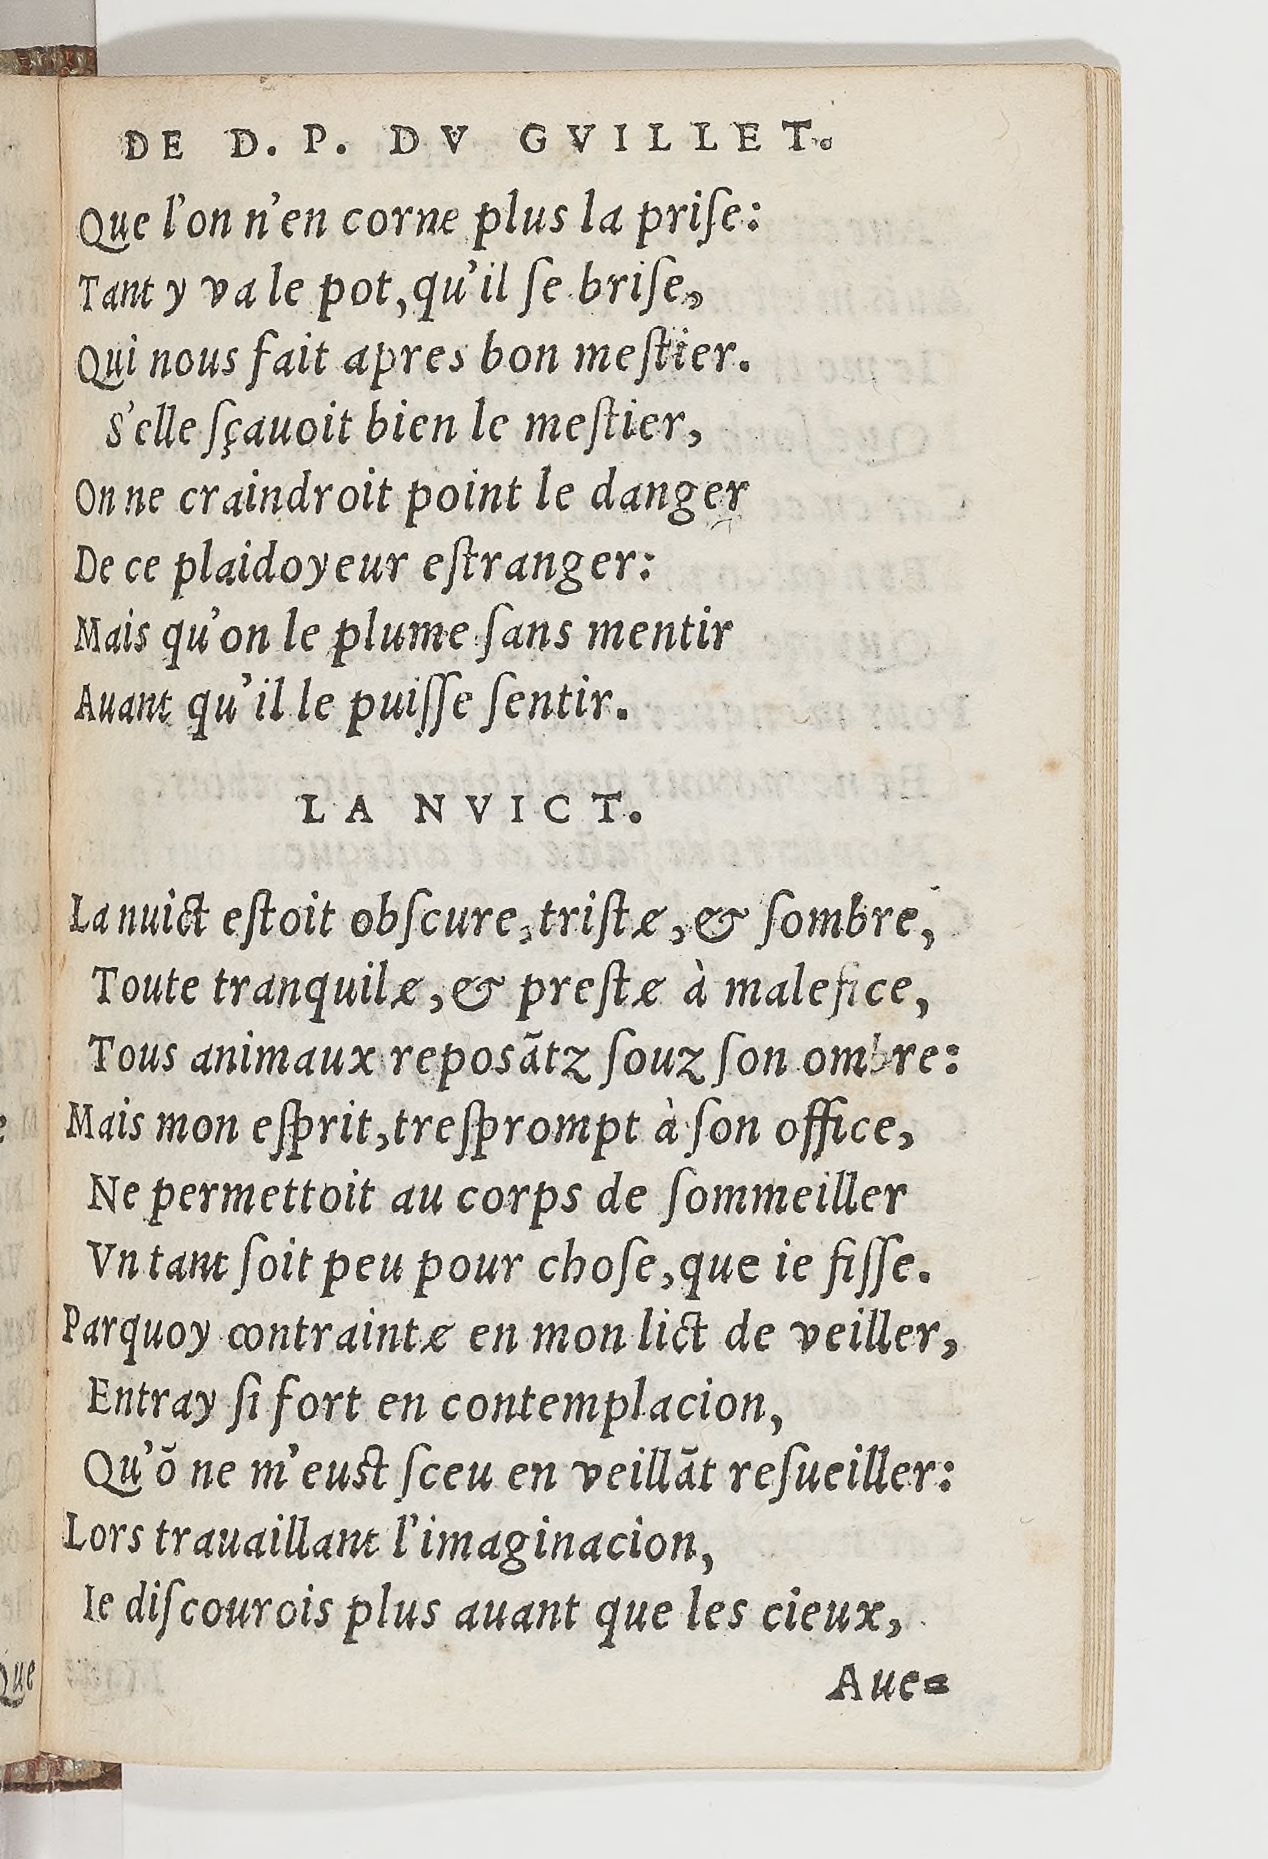 DE D. P. DV GVILLET.
Que l'on n'en corne plus la priſe:
Tant y va le pot, qu'il ſe briſe,
Qui nous fait apres bon meſtier.
S'elle ſçauoit bien le meſtier,
On ne craindroit point le danger
De ce plaidoyeur eſtranger:
Mais qu'on le plume ſans mentir
Auant qu'il le puiſſe ſentir.
LA NVICT.
La nuict eſtoit obſcure, triſte, & ſombre,
Toute tranquile, & preſte à malefice,
Tous animaux reposãtz ſouz ſon ombre:
Mais mon eſprit, treſprompt à ſon office,
Ne permettoit au corps de ſommeiller
Vn tant ſoit peu pour choſe, que ie fiſſe.
Parquoy contrainte en mon lict de veiller,
Entray ſi fort en contemplacion,
Qu'õ ne m'euſt ſceu en veillãt reſueiller:
Lors trauaillant l'imaginacion,
Ie diſcourois plus auant que les cieux,
Que
Aue=